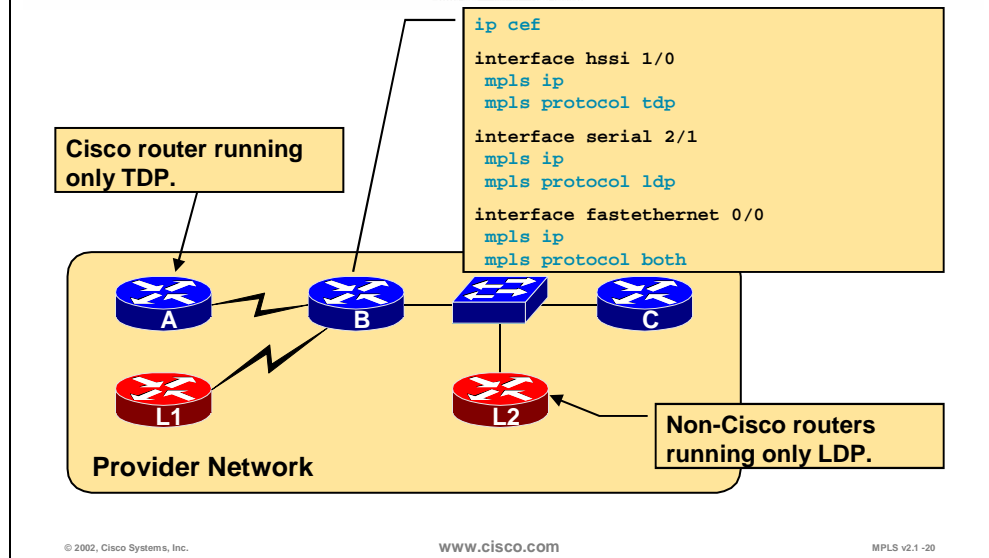 ip cef
interface hssi 1/0
mpls ip
mpls protocol tdp
interface serial 2/1
mpls ip
mpls protocol ldp
interface fastethernet 0/0
mpls ip
mpls protocol both
Cisco router running
only TDP.
A
B
C
L1
L2
Non-Cisco routers
running only LDP.
Provider Network
© 2002, Cisco Systems, Inc.
www.cisco.com
MPLS v2.1 -20